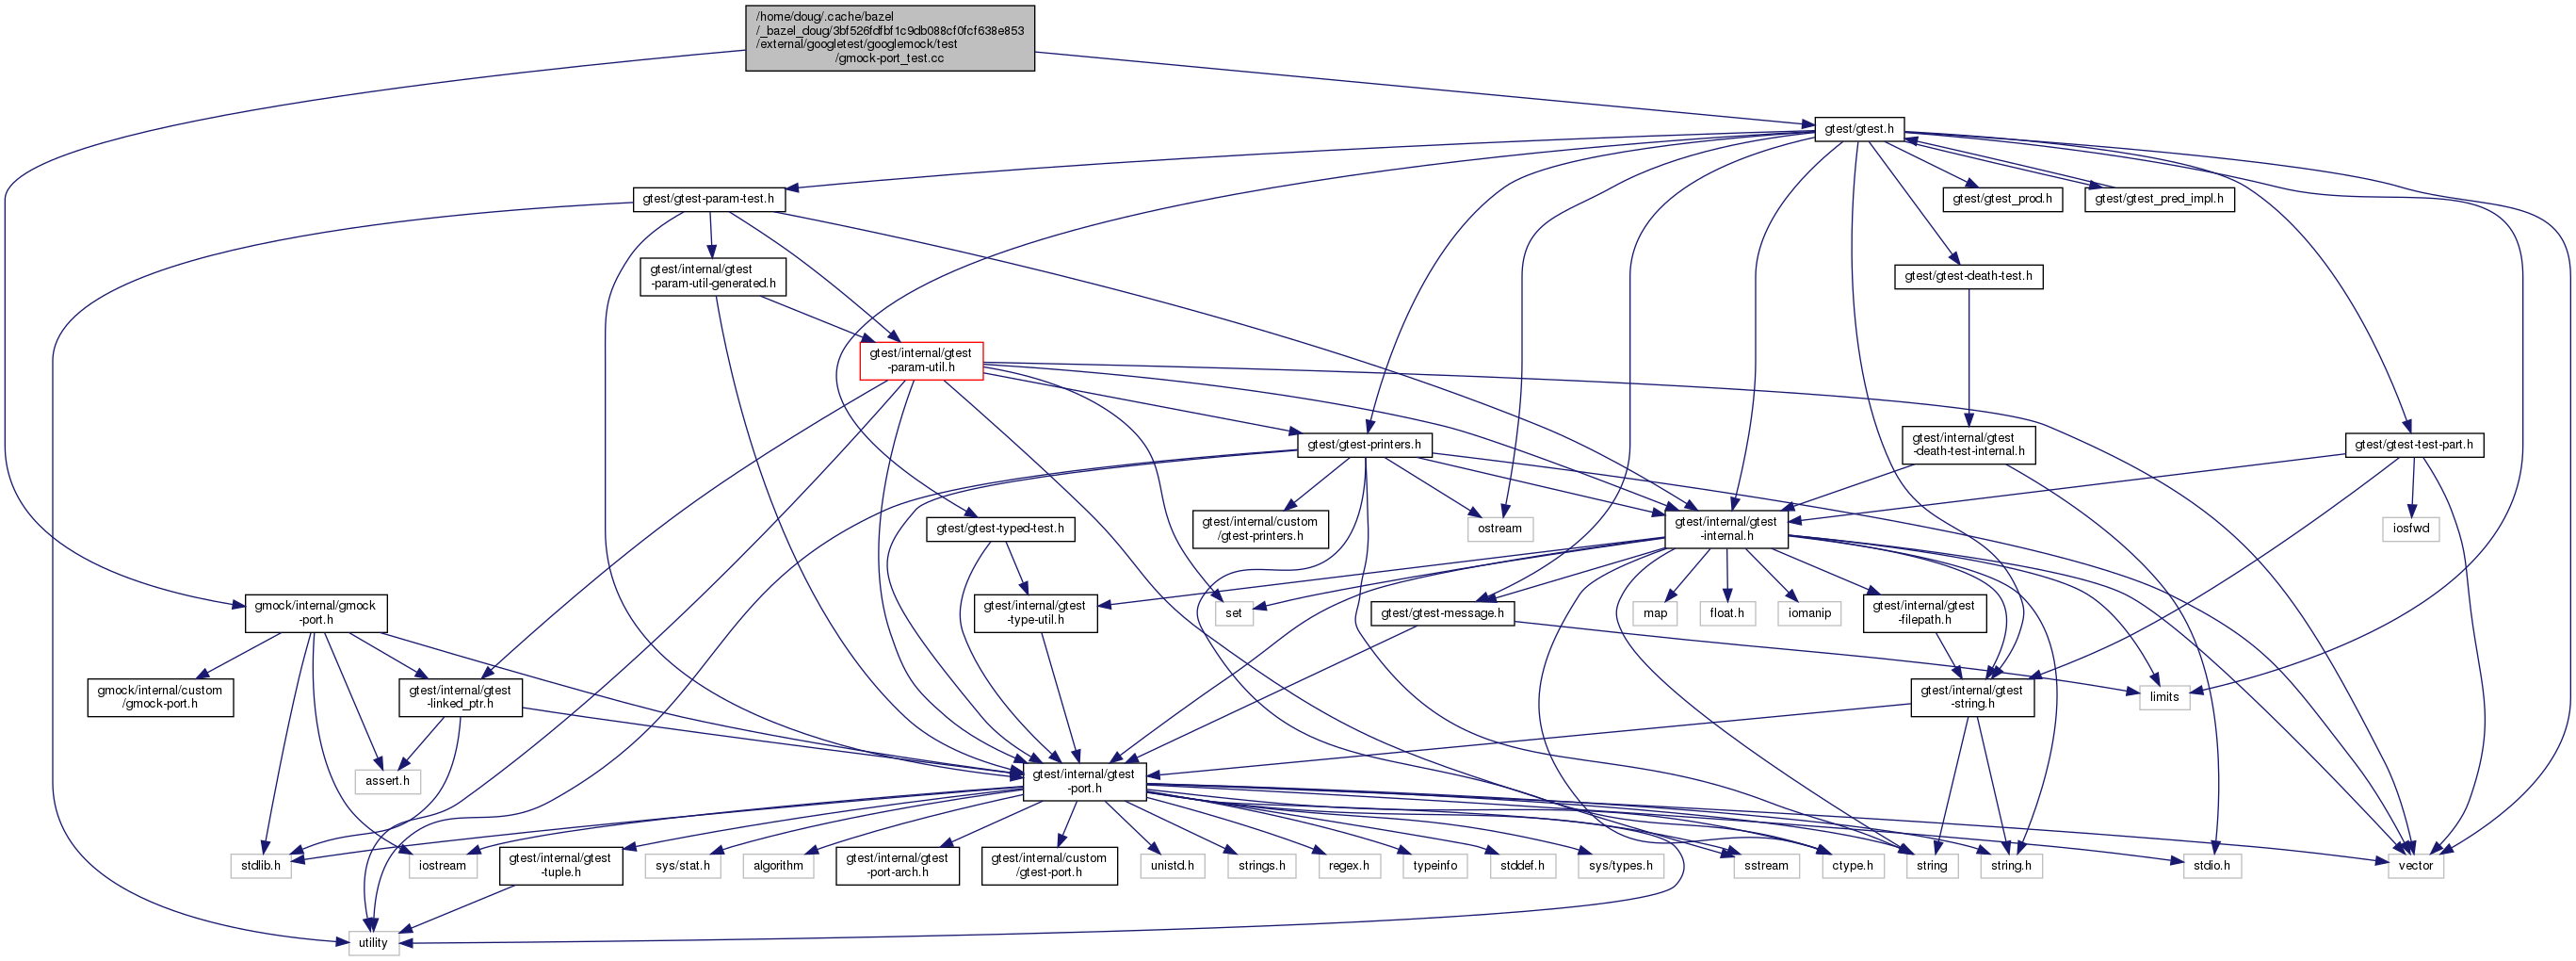 /home/doug/.cache/bazel
/_bazel_doug/3bf526fdfbf1c9db088cf0fcf638e853
/external/googletest/googlemock/test
/gmock-port_test.cc
gtest/gtest.h
gtest/gtest-param-test.h
gtest/gtest_prod.h
gtest/gtest_pred_impl.h
gtest/internal/gtest
-param-util-generated.h
gtest/gtest-death-test.h
gtest/internal/gtest
-param-util.h
gtest/gtest-printers.h
gtest/internal/gtest
-death-test-internal.h
gtest/gtest-test-part.h
gtest/gtest-typed-test.h
gtest/internal/custom
/gtest-printers.h
ostream
gtest/internal/gtest
-internal.h
iosfwd
gmock/internal/gmock
-port.h
gtest/internal/gtest
-type-util.h
set
gtest/gtest-message.h
map
float.h
iomanip
gtest/internal/gtest
-filepath.h
gmock/internal/custom
/gmock-port.h
gtest/internal/gtest
-linked_ptr.h
gtest/internal/gtest
-string.h
limits
assert.h
gtest/internal/gtest
-port.h
stdlib.h
iostream
gtest/internal/gtest
-tuple.h
sys/stat.h
algorithm
gtest/internal/gtest
-port-arch.h
gtest/internal/custom
/gtest-port.h
unistd.h
strings.h
regex.h
typeinfo
stddef.h
sys/types.h
sstream
ctype.h
string
string.h
stdio.h
vector
utility